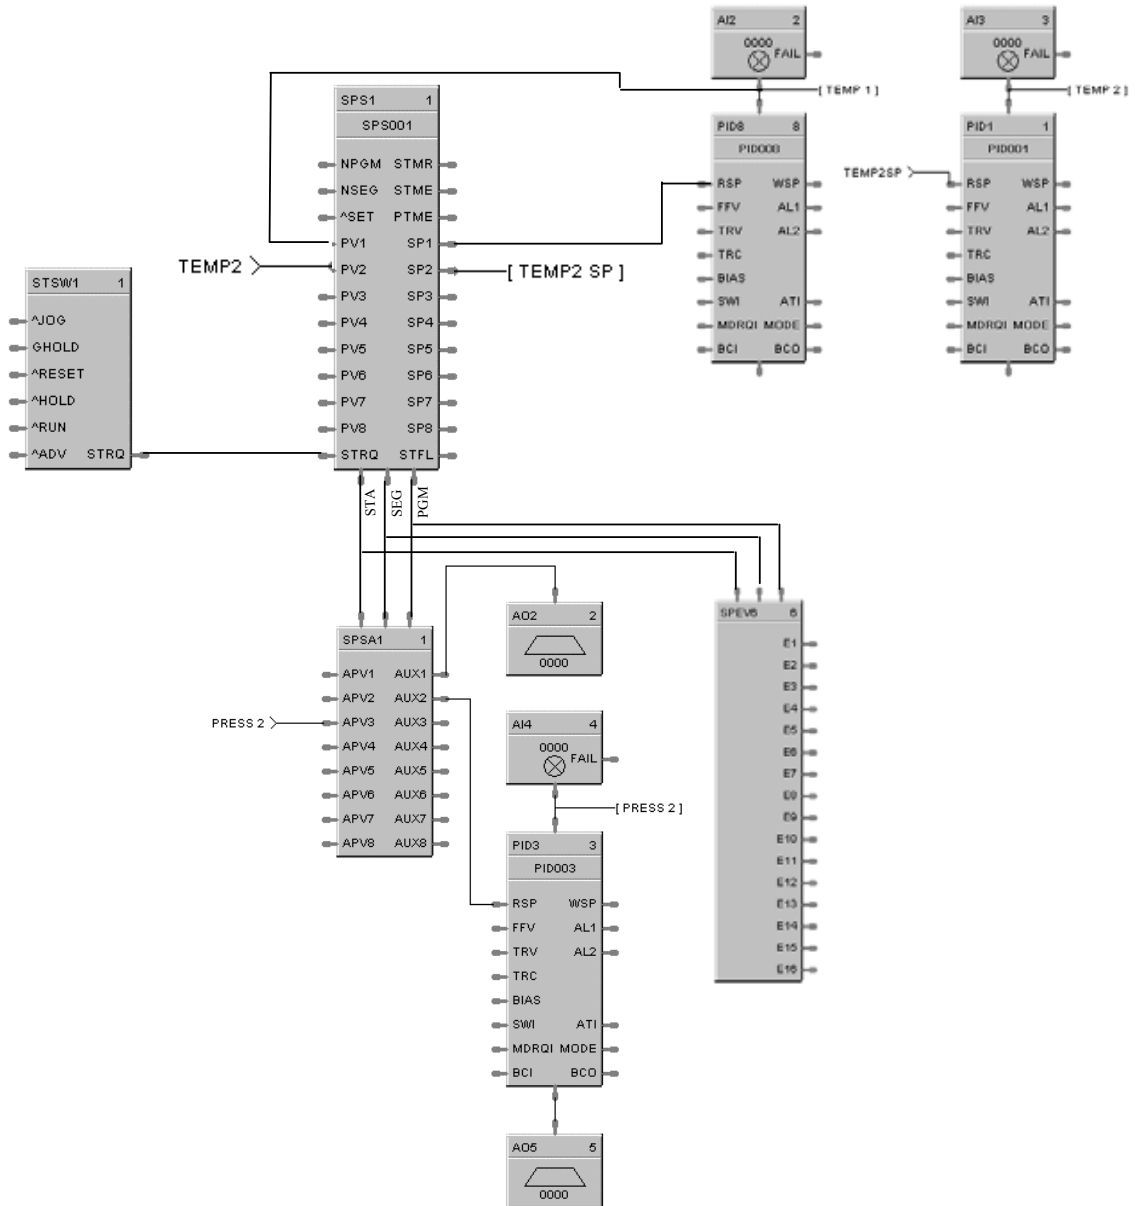 AI2 2
0000
FAIL
[ TEMP 1 ]
AI3 3
0000
FAIL
[ TEMP 2 ]
SPS1 1
SPS001
NPGM STMR
NSEG STME
^SET PTME
PV1 SP1
PV2 SP2
PV3 SP3
PV4 SP4
PV5 SP5
PV6 SP6
PV7 SP7
PV8 SP8
STRQ STFL
TEMP2
[ TEMP2 SP ]
PID8 8
PID008
RSP WSP
FFV AL1
TRV AL2
TRC
BIAS
SWI ATI
MDRQI MODE
BCI BCO
TEMP2SP
PID1 1
PID001
RSP WSP
FFV AL1
TRV AL2
TRC
BIAS
SWI ATI
MDRQI MODE
BCI BCO
STSW1 1
^JOG
GHOLD
^RESET
^HOLD
^RUN
^ADV STRQ
STA
SEG
PGM
SPSA1 1
APV1 AUX1
APV2 AUX2
APV3 AUX3
APV4 AUX4
APV5 AUX5
APV6 AUX6
APV7 AUX7
APV8 AUX8
PRESS 2
AO2 2
0000
AI4 4
0000
FAIL
[ PRESS 2 ]
PID3 3
PID003
RSP WSP
FFV AL1
TRV AL2
TRC
BIAS
SWI ATI
MDRQI MODE
BCI BCO
AO5 5
0000
SPEV6 6
E1
E2
E3
E4
E5
E6
E7
E8
E9
E10
E11
E12
E13
E14
E15
E16